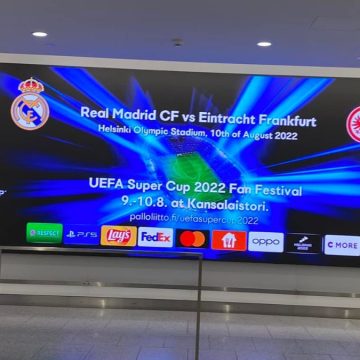 Real Madrid CF vs Eintracht Frankfurt
Helsinki Olympic Stadium, 10th of August 2022
UEFA Super Cup 2022 Fan Festival
9.-10.8. at Kansalaistori.
palloliitto.fi/uefasupercup2022
RESPECT PS5 Lay's FedEx mastercard oppo C MORE